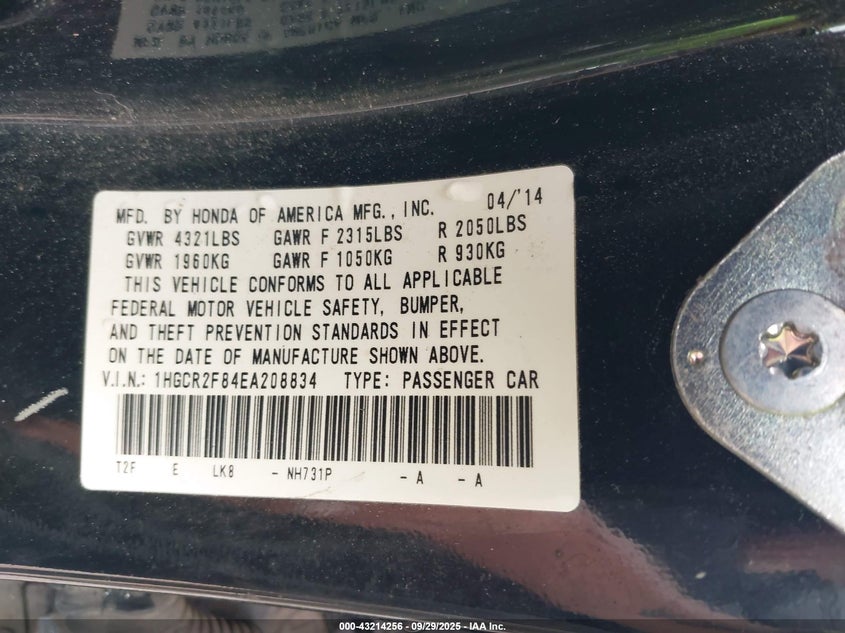 MFD. BY HONDA OF AMERICA MFG., INC. 04/'14
GVWR 4321LBS GAWR F 2315LBS R 2050LBS
GVWR 1960KG GAWR F 1050KG R 930KG
THIS VEHICLE CONFORMS TO ALL APPLICABLE
FEDERAL MOTOR VEHICLE SAFETY, BUMPER,
AND THEFT PREVENTION STANDARDS IN EFFECT
ON THE DATE OF MANUFACTURE SHOWN ABOVE.
V.I.N.: 1HGCR2F84EA208834 TYPE: PASSENGER CAR
T2F E LK8 - NH731P - A - A
000-43214256 - 09/29/2025 - IAA Inc.